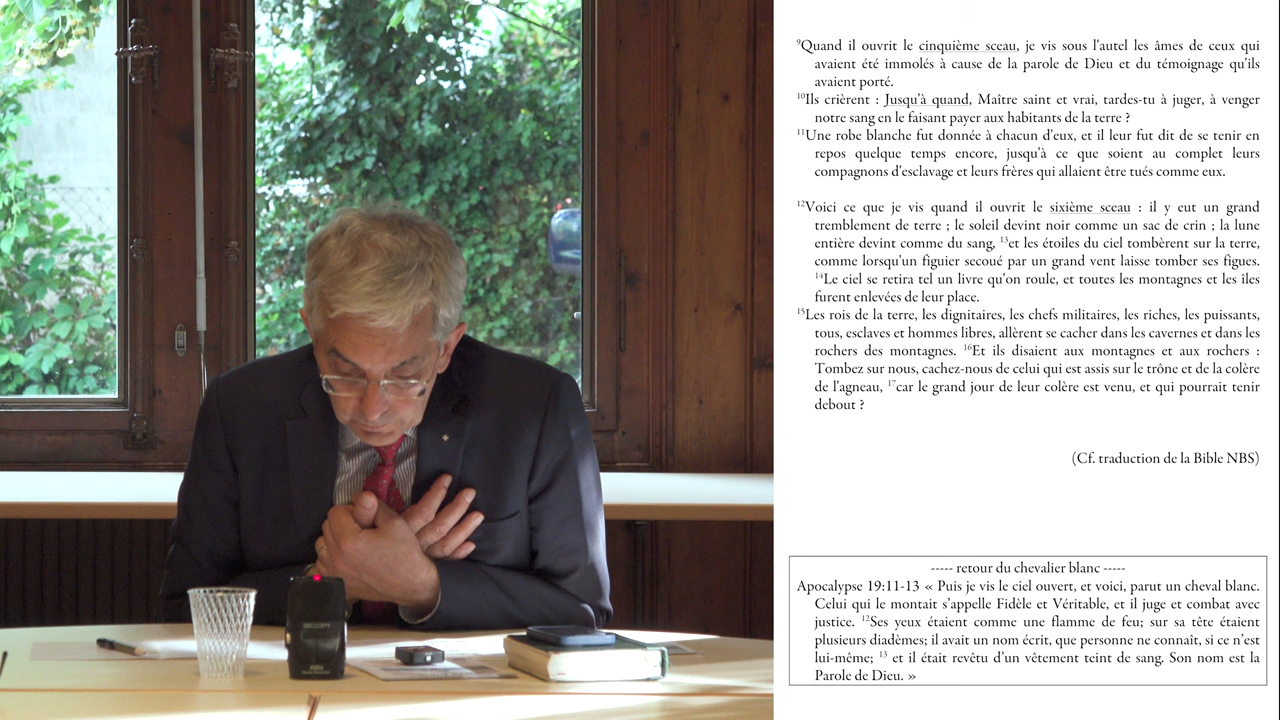 ⁹Quand il ouvrit le cinquième sceau, je vis sous l'autel les âmes de ceux qui
avaient été immolés à cause de la parole de Dieu et du témoignage qu'ils
avaient porté.
¹⁰Ils crièrent : Jusqu'à quand, Maître saint et vrai, tardes-tu à juger, à venger
notre sang en le faisant payer aux habitants de la terre ?
¹¹Une robe blanche fut donnée à chacun d'eux, et il leur fut dit de se tenir en
repos quelque temps encore, jusqu'à ce que soient au complet leurs
compagnons d'esclavage et leurs frères qui allaient être tués comme eux.
¹²Voici ce que je vis quand il ouvrit le sixième sceau : il y eut un grand
tremblement de terre ; le soleil devint noir comme un sac de crin ; la lune
entière devint comme du sang, ¹³et les étoiles du ciel tombèrent sur la terre,
comme lorsqu'un figuier secoué par un grand vent laisse tomber ses figues.
¹⁴Le ciel se retira tel un livre qu'on roule, et toutes les montagnes et les îles
furent enlevées de leur place.
¹⁵Les rois de la terre, les dignitaires, les chefs militaires, les riches, les puissants,
tous, esclaves et hommes libres, allèrent se cacher dans les cavernes et dans les
rochers des montagnes. ¹⁶Et ils disaient aux montagnes et aux rochers :
Tombez sur nous, cachez-nous de celui qui est assis sur le trône et de la colère
de l'agneau, ¹⁷car le grand jour de leur colère est venu, et qui pourrait tenir
debout ?
(Cf. traduction de la Bible NBS)
----- retour du chevalier blanc -----
Apocalypse 19:11-13 « Puis je vis le ciel ouvert, et voici, parut un cheval blanc.
Celui qui le montait s’appelle Fidèle et Véritable, et il juge et combat avec
justice. ¹²Ses yeux étaient comme une flamme de feu; sur sa tête étaient
plusieurs diadèmes; il avait un nom écrit, que personne ne connaît, si ce n’est
lui-même; ¹³ et il était revêtu d’un vêtement teint de sang. Son nom est la
Parole de Dieu. »